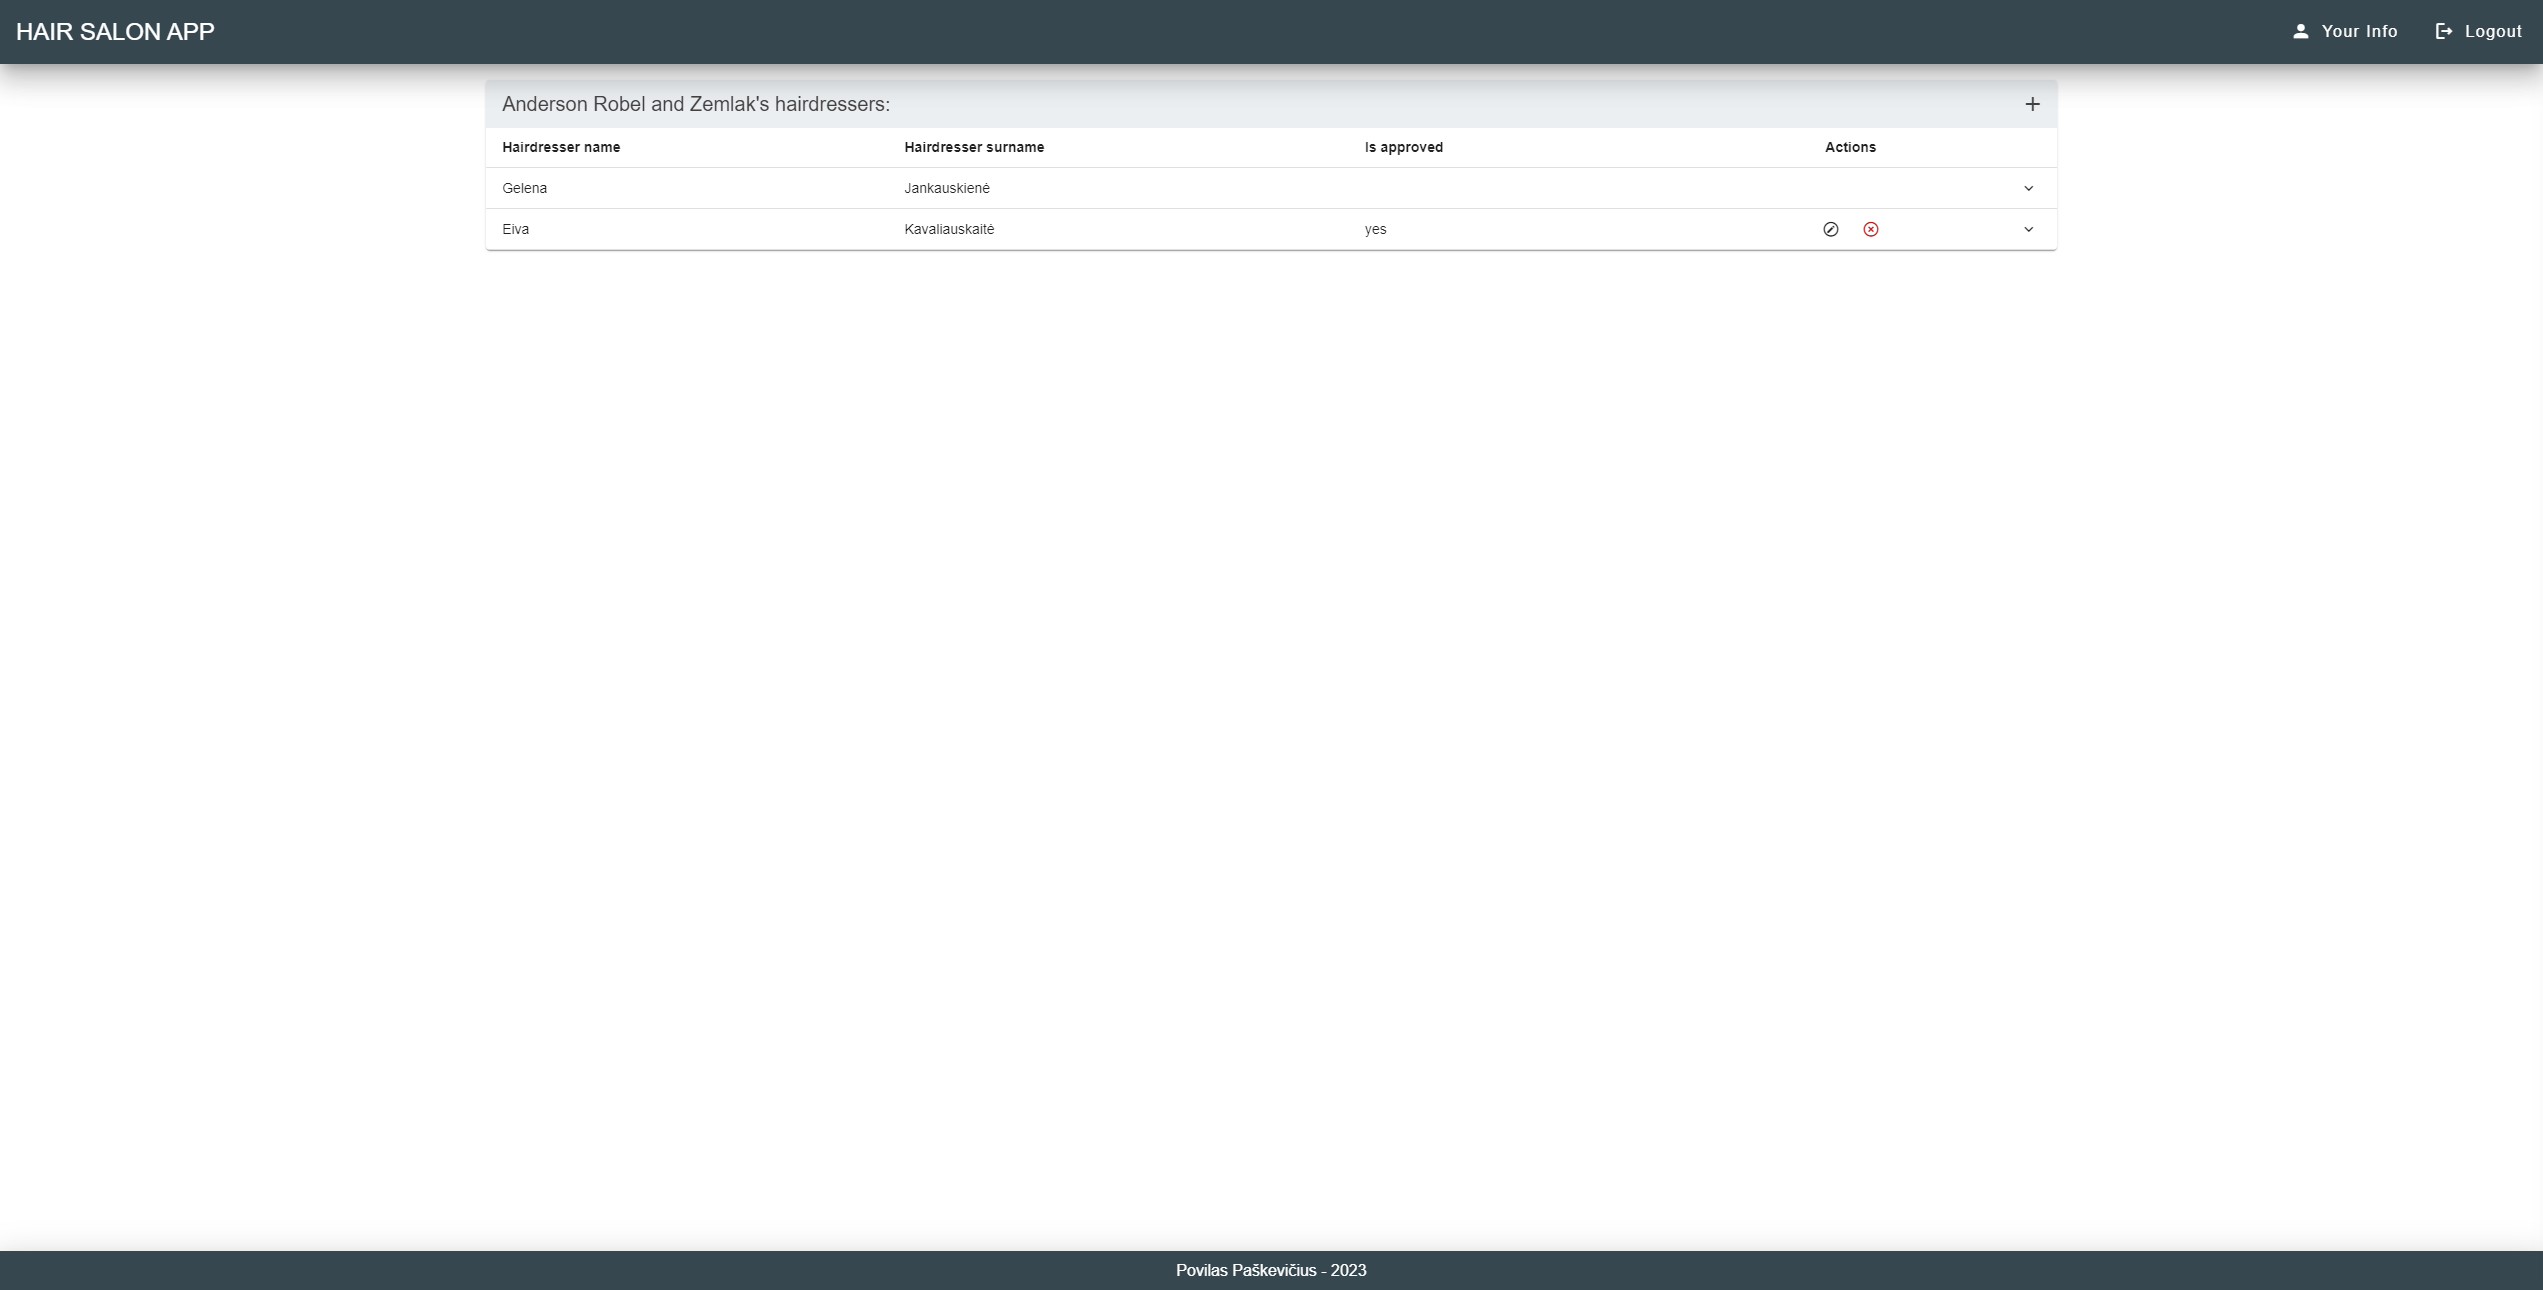 HAIR SALON APP
Your Info
Logout
Anderson Robel and Zemlak's hairdressers:
Hairdresser name Hairdresser surname Is approved Actions
Gelena Jankauskienė
Eiva Kavaliauskaitė yes
Povilas Paškevičius - 2023